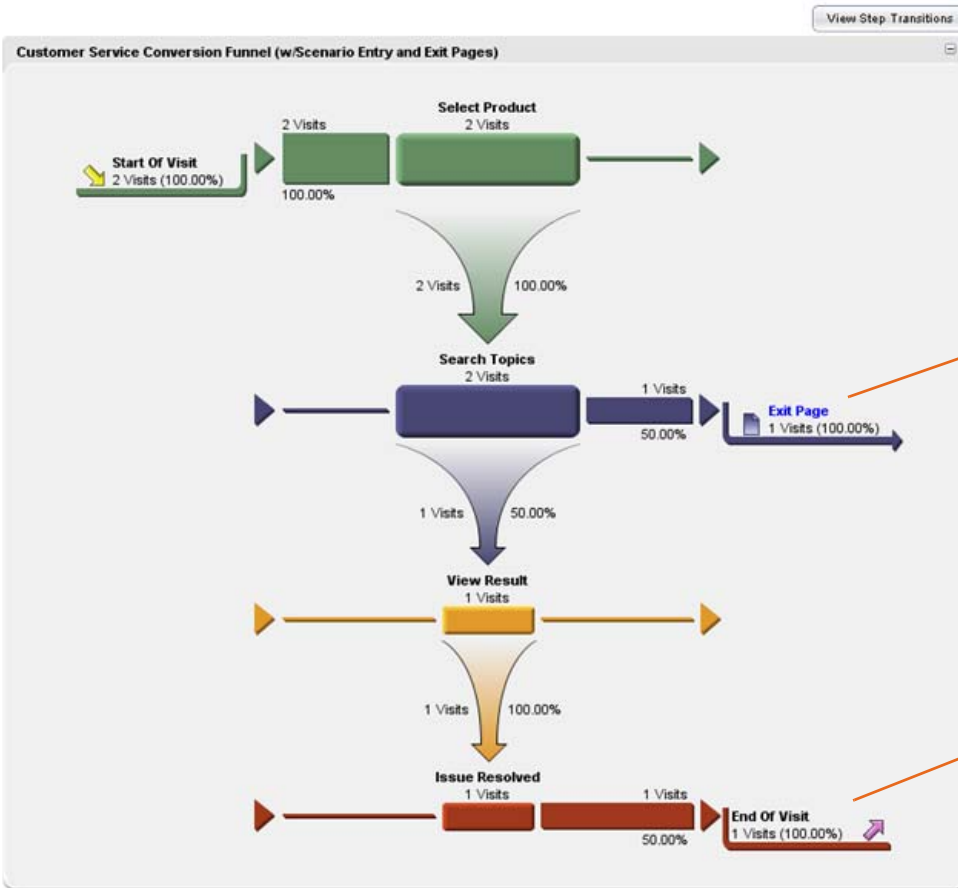 View Step Transitions
Customer Service Conversion Funnel (w/Scenario Entry and Exit Pages)
Select Product
2 Visits
2 Visits
Start Of Visit
2 Visits (100.00%)
100.00%
2 Visits
100.00%
Search Topics
2 Visits
1 Visits
Exit Page
1 Visits (100.00%)
50.00%
1 Visits
50.00%
View Result
1 Visits
1 Visits
100.00%
Issue Resolved
1 Visits
1 Visits
End Of Visit
1 Visits (100.00%)
50.00%